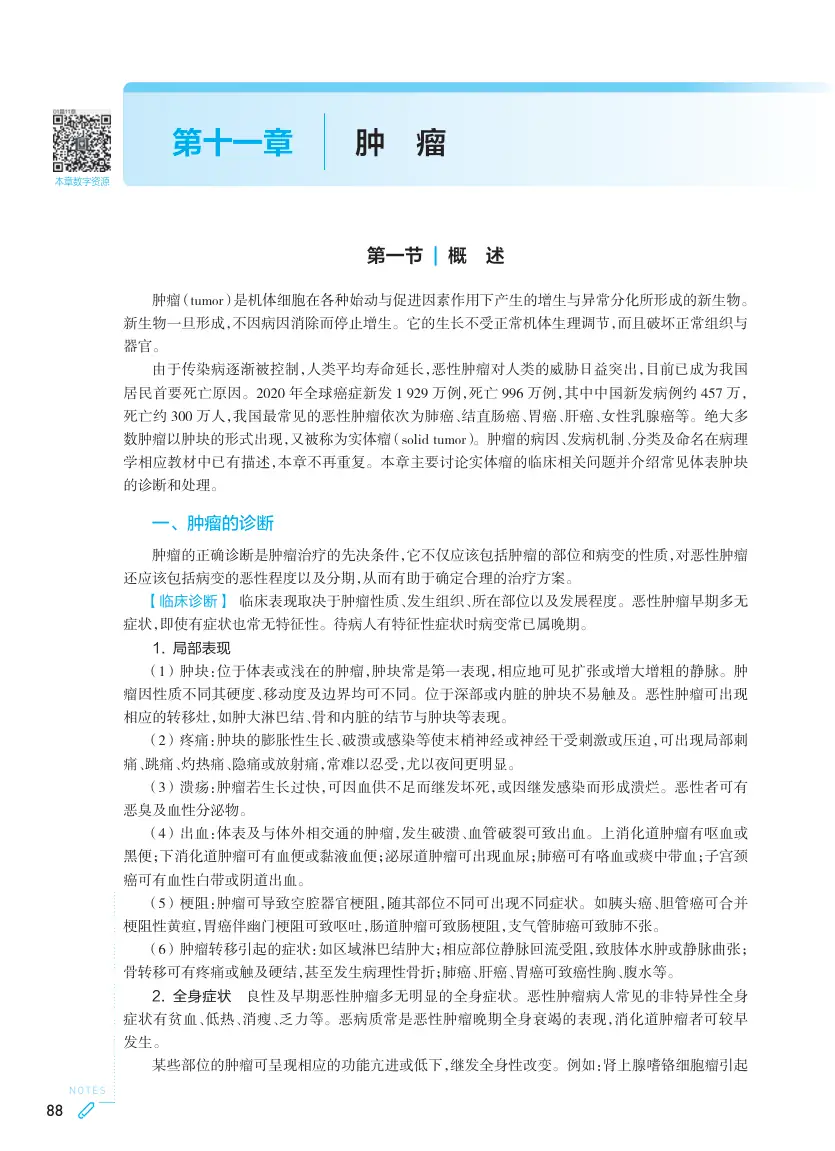 扫描扫息
本章数字资源
第十一章 肿 瘤
第一节 概 述
肿瘤（tumor）是机体细胞在各种始动与促进因素作用下产生的增生与异常分化所形成的新生物。
新生物一旦形成，不因病因消除而停止增生。它的生长不受正常机体生理调节，而且破坏正常组织与
器官。
由于传染病逐渐被控制，人类平均寿命延长，恶性肿瘤对人类的威胁日益突出，目前已成为我国
居民首要死亡原因。2020 年全球癌症新发 1 929 万例，死亡 996 万例，其中中国新发病例约 457 万，
死亡约 300 万人，我国最常见的恶性肿瘤依次为肺癌、结直肠癌、胃癌、肝癌、女性乳腺癌等。绝大多
数肿瘤以肿块的形式出现，又被称为实体瘤（solid tumor）。肿瘤的病因、发病机制、分类及命名在病理
学相应教材中已有描述，本章不再重复。本章主要讨论实体瘤的临床相关问题并介绍常见体表肿块
的诊断和处理。
一、肿瘤的诊断
肿瘤的正确诊断是肿瘤治疗的先决条件，它不仅应该包括肿瘤的部位和病变的性质，对恶性肿瘤
还应该包括病变的恶性程度以及分期，从而有助于确定合理的治疗方案。
【临床诊断】 临床表现取决于肿瘤性质、发生组织、所在部位以及发展程度。恶性肿瘤早期多无
症状，即使有症状也常无特征性。待病人有特征性症状时病变常已属晚期。
1. 局部表现
（1）肿块：位于体表或浅在的肿瘤，肿块常是第一表现，相应地可见扩张或增大增粗的静脉。肿
瘤因性质不同其硬度、移动度及边界均可不同。位于深部或内脏的肿块不易触及。恶性肿瘤可出现
相应的转移灶，如肿大淋巴结、骨和内脏的结节与肿块等表现。
（2）疼痛：肿块的膨胀性生长、破溃或感染等使末梢神经或神经干受刺激或压迫，可出现局部刺
痛、跳痛、灼热痛、隐痛或放射痛，常难以忍受，尤以夜间更明显。
（3）溃疡：肿瘤若生长过快，可因血供不足而继发坏死，或因继发感染而形成溃烂。恶性者可有
恶臭及血性分泌物。
（4）出血：体表及与体外相交通的肿瘤，发生破溃、血管破裂可致出血。上消化道肿瘤有呕血或
黑便；下消化道肿瘤可有血便或黏液血便；泌尿道肿瘤可出现血尿；肺癌可有咯血或痰中带血；子宫颈
癌可有血性白带或阴道出血。
（5）梗阻：肿瘤可导致空腔器官梗阻，随其部位不同可出现不同症状。如胰头癌、胆管癌可合并
梗阻性黄疸，胃癌伴幽门梗阻可致呕吐，肠道肿瘤可致肠梗阻，支气管肺癌可致肺不张。
（6）肿瘤转移引起的症状：如区域淋巴结肿大；相应部位静脉回流受阻，致肢体水肿或静脉曲张；
骨转移可有疼痛或触及硬结，甚至发生病理性骨折；肺癌、肝癌、胃癌可致癌性胸、腹水等。
2. 全身症状 良性及早期恶性肿瘤多无明显的全身症状。恶性肿瘤病人常见的非特异性全身
症状有贫血、低热、消瘦、乏力等。恶病质常是恶性肿瘤晚期全身衰竭的表现，消化道肿瘤者可较早
发生。
某些部位的肿瘤可呈现相应的功能亢进或低下，继发全身性改变。例如：肾上腺嗜铬细胞瘤引起
NOTES
88